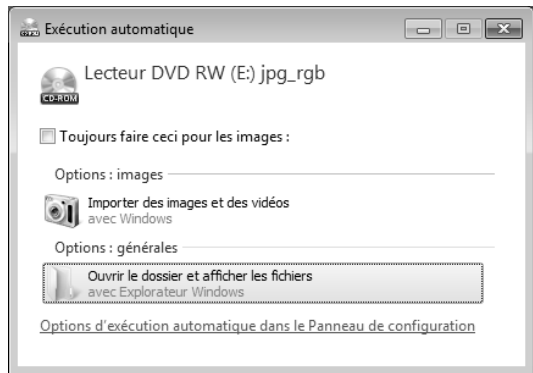 Exécution automatique
Lecteur DVD RW (E:) jpg_rgb
CD-ROM
Toujours faire ceci pour les images :
Options : images
Importer des images et des vidéos
avec Windows
Options : générales
Ouvrir le dossier et afficher les fichiers
avec Explorateur Windows
Options d'exécution automatique dans le Panneau de configuration